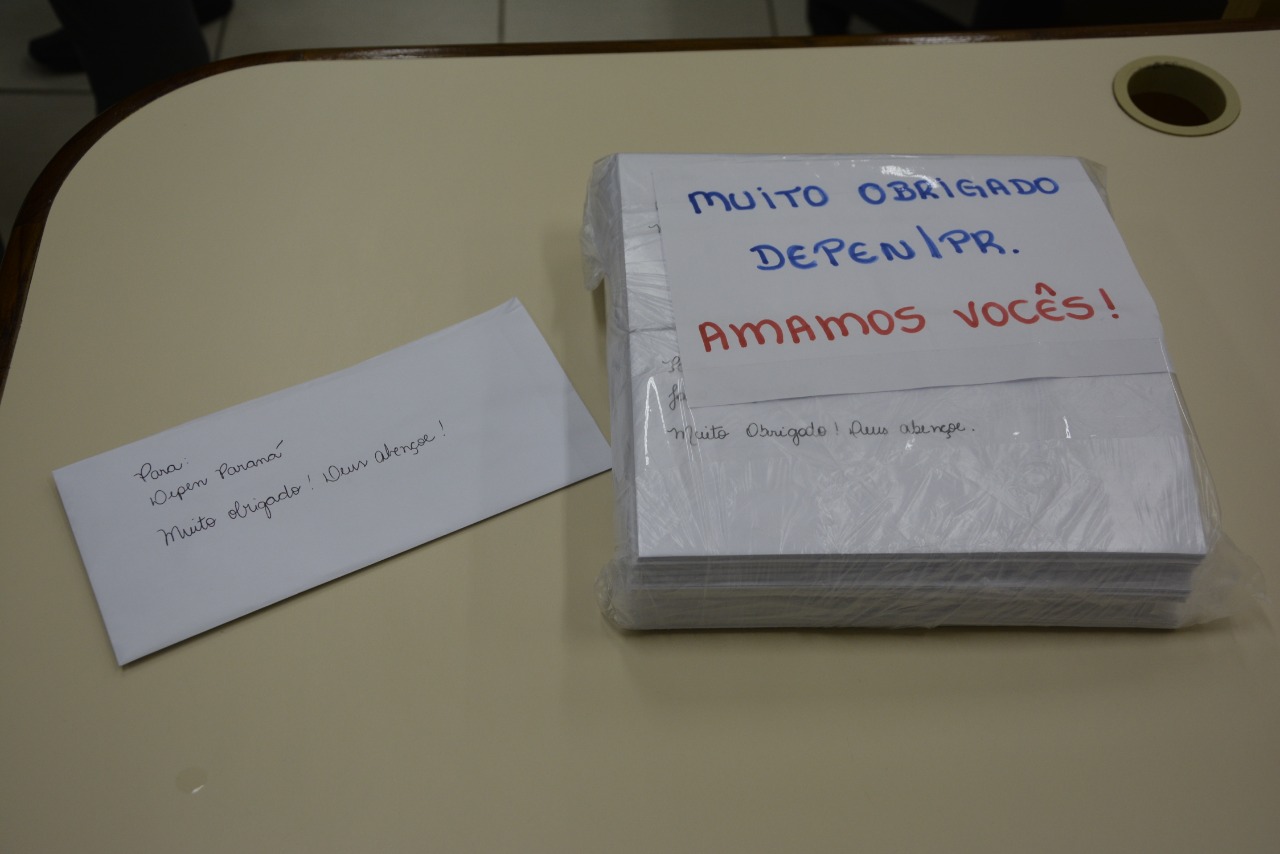 Para:
Depen Paraná
Muito obrigado! Deus abençoe!
MUITO OBRIGADO
DEPEN/PR.
AMAMOS VOCÊS!
Muito Obrigado! Deus abençoe.